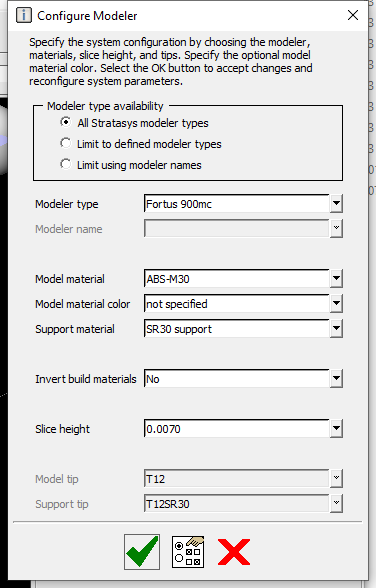 Configure Modeler
Specify the system configuration by choosing the modeler,
materials, slice height, and tips. Specify the optional model
material color. Select the OK button to accept changes and
reconfigure system parameters.
Modeler type availability
All Stratasys modeler types
Limit to defined modeler types
Limit using modeler names
Modeler type Fortus 900mc
Modeler name
Model material ABS-M30
Model material color not specified
Support material SR30 support
Invert build materials No
Slice height 0.0070
Model tip T12
Support tip T12SR30